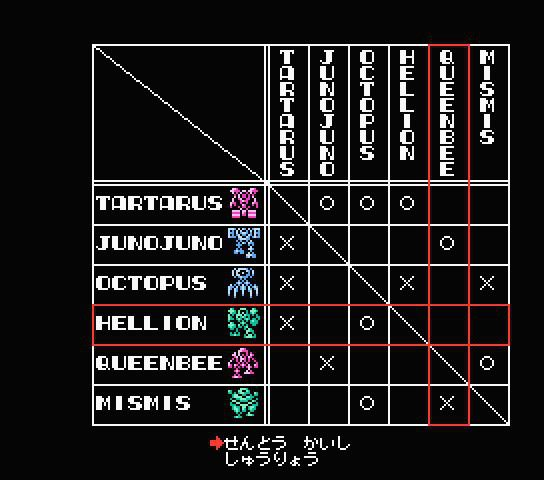 TARTARUS JUNOJUNO OCTOPUS HELLION QUEENBEE MISMIS
TARTARUS ○ ○ ○
JUNOJUNO × ○
OCTOPUS × × ×
HELLION × ○
QUEENBEE × ○
MISMIS ○ ×
せんとう かいし
しゅうりょう